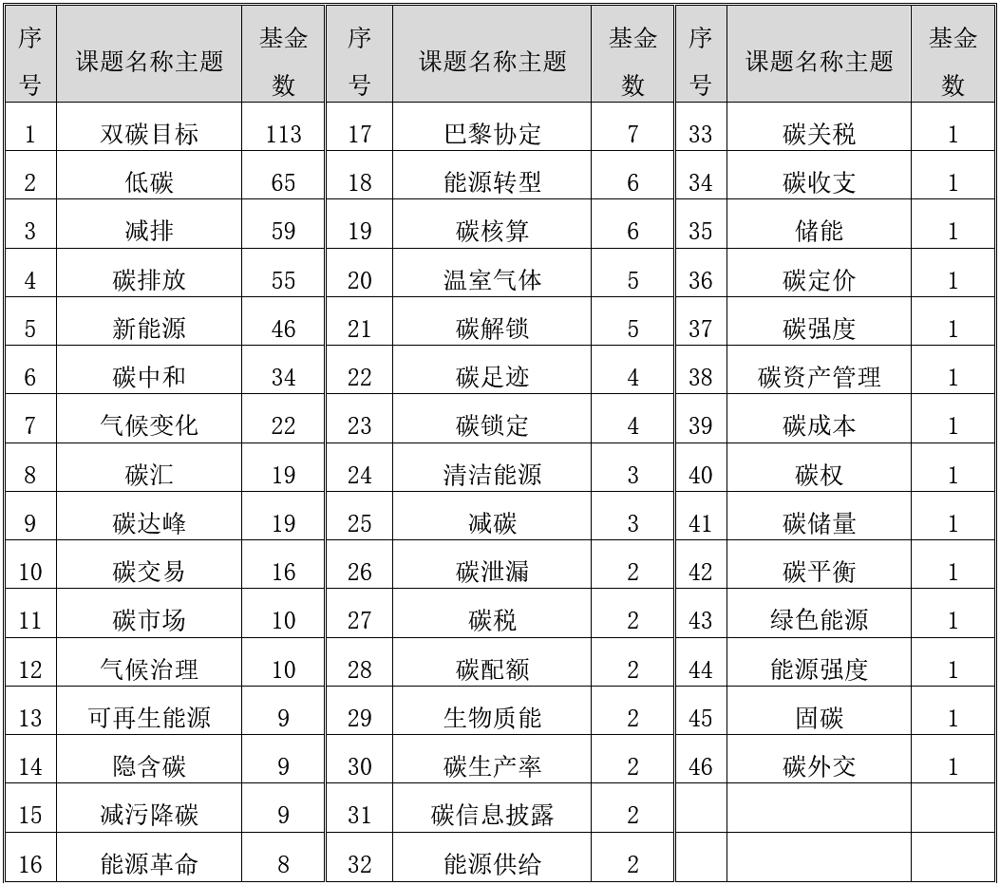 序号 课题名称主题 基金数 序号 课题名称主题 基金数 序号 课题名称主题 基金数
1 双碳目标 113 17 巴黎协定 7 33 碳关税 1
2 低碳 65 18 能源转型 6 34 碳收支 1
3 减排 59 19 碳核算 6 35 储能 1
4 碳排放 55 20 温室气体 5 36 碳定价 1
5 新能源 46 21 碳解锁 5 37 碳强度 1
6 碳中和 34 22 碳足迹 4 38 碳资产管理 1
7 气候变化 22 23 碳锁定 4 39 碳成本 1
8 碳汇 19 24 清洁能源 3 40 碳权 1
9 碳达峰 19 25 减碳 3 41 碳储量 1
10 碳交易 16 26 碳泄漏 2 42 碳平衡 1
11 碳市场 10 27 碳税 2 43 绿色能源 1
12 气候治理 10 28 碳配额 2 44 能源强度 1
13 可再生能源 9 29 生物质能 2 45 固碳 1
14 隐含碳 9 30 碳生产率 2 46 碳外交 1
15 减污降碳 9 31 碳信息披露 2
16 能源革命 8 32 能源供给 2